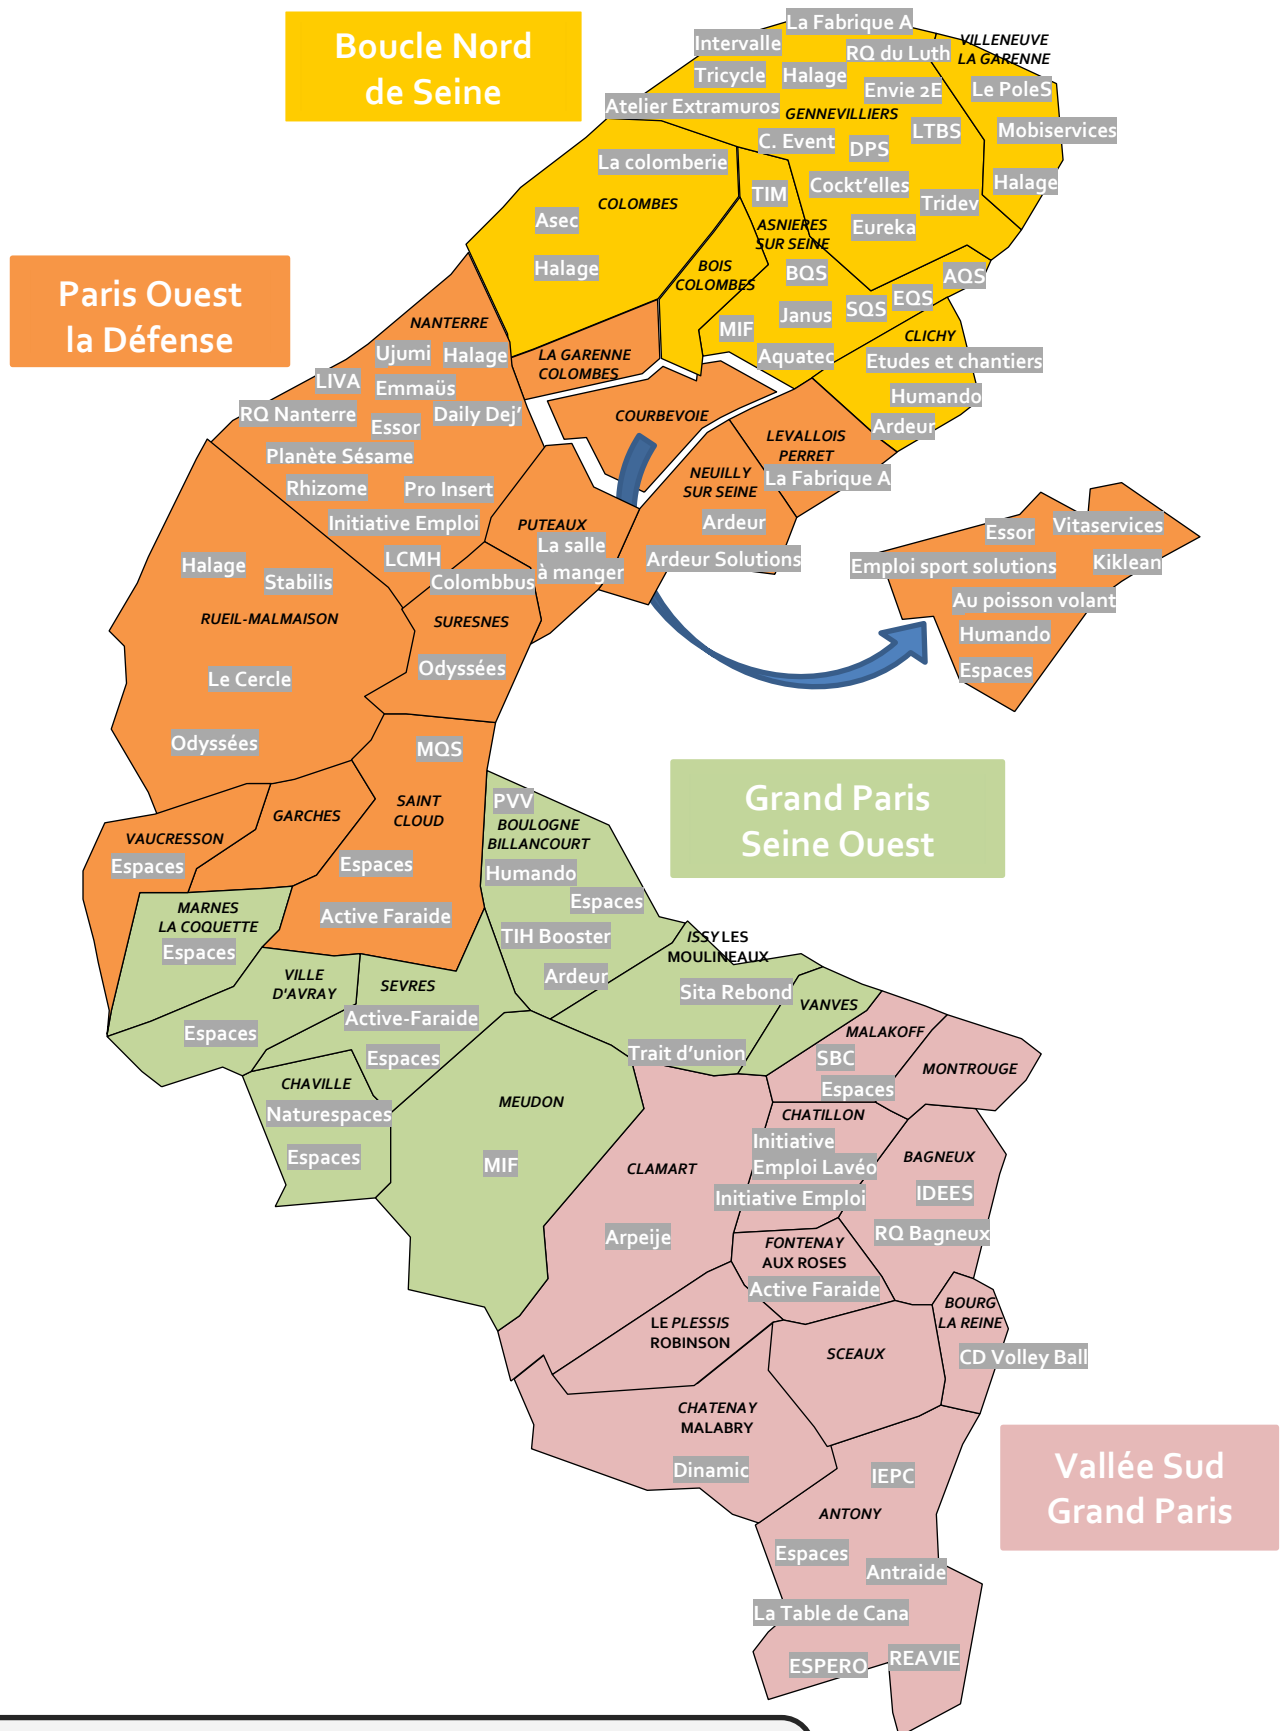 Boucle Nord
de Seine
La Fabrique A
Intervalle
RQ du Luth
VILLENEUVE
LA GARENNE
Tricycle
Halage
Envie 2E
Le PoleS
Atelier Extramuros
GENNEVILLIERS
LTBS
Mobiservices
C. Event
DPS
La colomberie
Cockt’elles
Halage
TIM
Tridev
COLOMBES
Asec
ASNIERES
SUR SEINE
Eureka
Halage
BOIS
COLOMBES
BQS
AQS
EQS
SQS
Janus
MIF
Aquatec
CLICHY
Etudes et chantiers
Humando
Ardeur
Paris Ouest
la Défense
NANTERRE
Ujumi
Halage
LA GARENNE
COLOMBES
LIVA
Emmaüs
RQ Nanterre
Daily Dej’
Essor
COURBEVOIE
Planète Sésame
LEVALLOIS
PERRET
La Fabrique A
Rhizome
Pro Insert
NEUILLY
SUR SEINE
Initiative Emploi
PUTEAUX
Ardeur
La salle
à manger
LCMH
Ardeur Solutions
Colombbus
Essor
Vitaservices
Emploi sport solutions
Kiklean
Au poisson volant
Humando
Espaces
Halage
Stabilis
RUEIL-MALMAISON
SURESNES
Odyssées
Le Cercle
Odyssées
MQS
Grand Paris
Seine Ouest
SAINT
CLOUD
PVV
GARCHES
BOULOGNE
BILLANCOURT
VAUCRESSON
Espaces
Espaces
Humando
Espaces
MARNES
LA COQUETTE
Active Faraide
Espaces
TIH Booster
ISSY LES
MOULINEAUX
Ardeur
VILLE
D'AVRAY
SEVRES
Sita Rebond
VANVES
Active-Faraide
Espaces
MALAKOFF
Espaces
Trait d’union
SBC
MONTROUGE
CHAVILLE
Espaces
Naturespaces
MEUDON
CHATILLON
Espaces
MIF
Initiative
Emploi Lavéo
CLAMART
BAGNEUX
Initiative Emploi
IDEES
Arpeije
RQ Bagneux
FONTENAY
AUX ROSES
Active Faraide
BOURG
LA REINE
LE PLESSIS
ROBINSON
SCEAUX
CD Volley Ball
CHATENAY
MALABRY
Dinamic
Vallée Sud
Grand Paris
IEPC
ANTONY
Espaces
Antraide
La Table de Cana
ESPERO
REAVIE